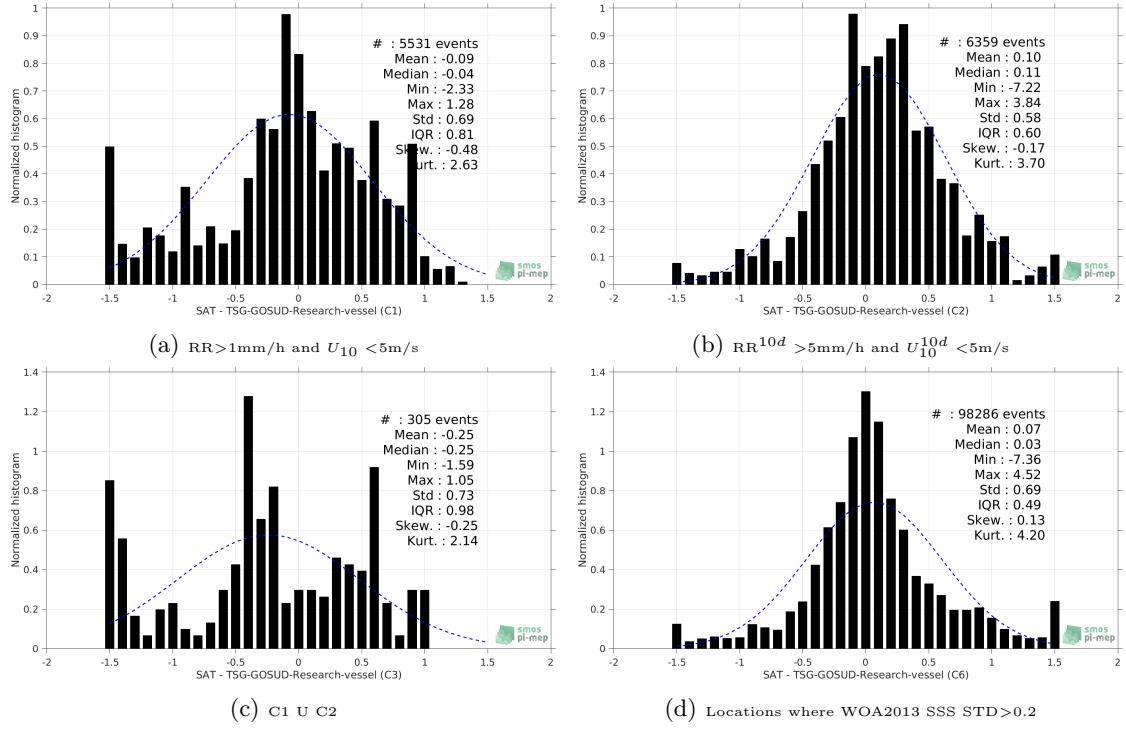 1
0.9
0.8
0.7
0.6
0.5
0.4
0.3
0.2
0.1
0
Normalized histogram
# : 5531 events
Mean : -0.09
Median : -0.04
Min : -2.33
Max : 1.28
Std : 0.69
IQR : 0.81
Skew. : -0.48
Kurt. : 2.63
smos
pi-mep
-2 -1.5 -1 -0.5 0 0.5 1 1.5 2
SAT - TSG-GOSUD-Research-vessel (C1)
(a) RR>1mm/h and U10 <5m/s
1
0.9
0.8
0.7
0.6
0.5
0.4
0.3
0.2
0.1
0
Normalized histogram
# : 6359 events
Mean : 0.10
Median : 0.11
Min : -7.22
Max : 3.84
Std : 0.58
IQR : 0.60
Skew. : -0.17
Kurt. : 3.70
smos
pi-mep
-2 -1.5 -1 -0.5 0 0.5 1 1.5 2
SAT - TSG-GOSUD-Research-vessel (C2)
(b) RR10d >5mm/h and U10d10 <5m/s
1.4
1.2
1
0.8
0.6
0.4
0.2
0
Normalized histogram
# : 305 events
Mean : -0.25
Median : -0.25
Min : -1.59
Max : 1.05
Std : 0.73
IQR : 0.98
Skew. : -0.25
Kurt. : 2.14
smos
pi-mep
-2 -1.5 -1 -0.5 0 0.5 1 1.5 2
SAT - TSG-GOSUD-Research-vessel (C3)
(c) C1 U C2
1.4
1.2
1
0.8
0.6
0.4
0.2
0
Normalized histogram
# : 98286 events
Mean : 0.07
Median : 0.03
Min : -7.36
Max : 4.52
Std : 0.69
IQR : 0.49
Skew. : 0.13
Kurt. : 4.20
smos
pi-mep
-2 -1.5 -1 -0.5 0 0.5 1 1.5 2
SAT - TSG-GOSUD-Research-vessel (C6)
(d) Locations where WOA2013 SSS STD>0.2